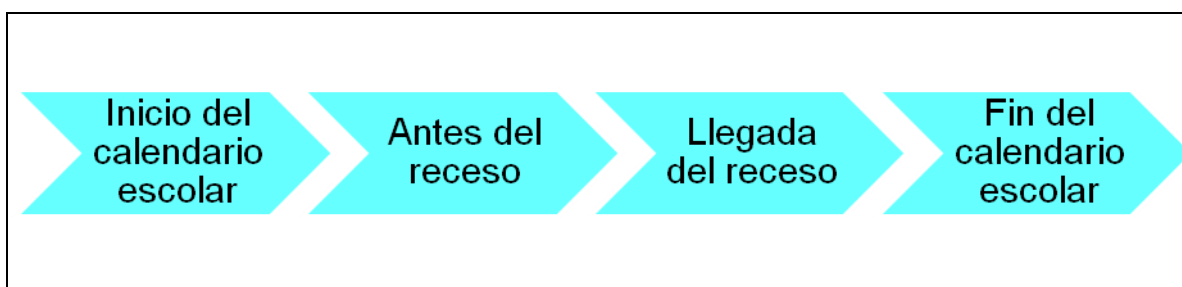 Inicio del
calendario
escolar
Antes del
receso
Llegada
del receso
Fin del
calendario
escolar